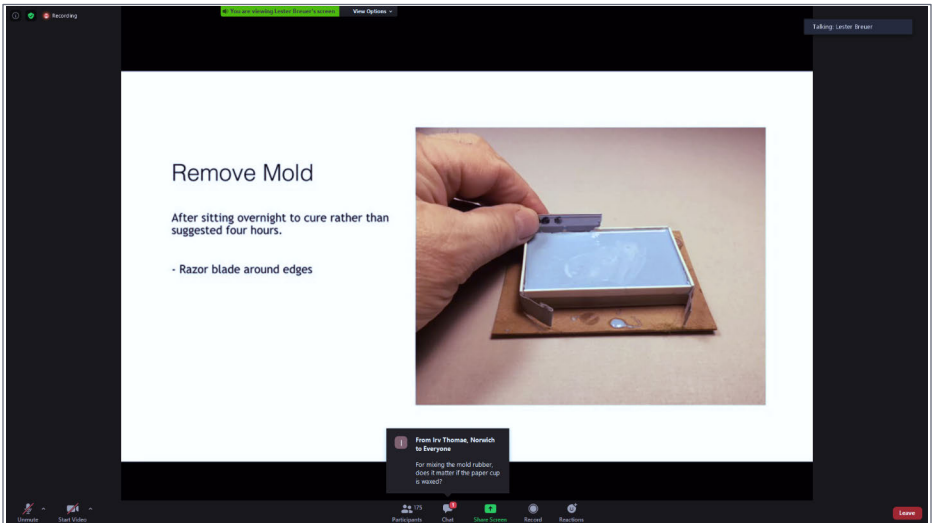 Recording
You are viewing Lester Breuer's screen
View Options
Talking: Lester Breuer
Remove Mold
After sitting overnight to cure rather than
suggested four hours.
- Razor blade around edges
I
From Irv Thomae, Norwich
to Everyone
For mixing the mold rubber,
does it matter if the paper cup
is waxed?
Unmute
Start Video
175
Participants
1
Chat
Share Screen
Record
Reactions
Leave